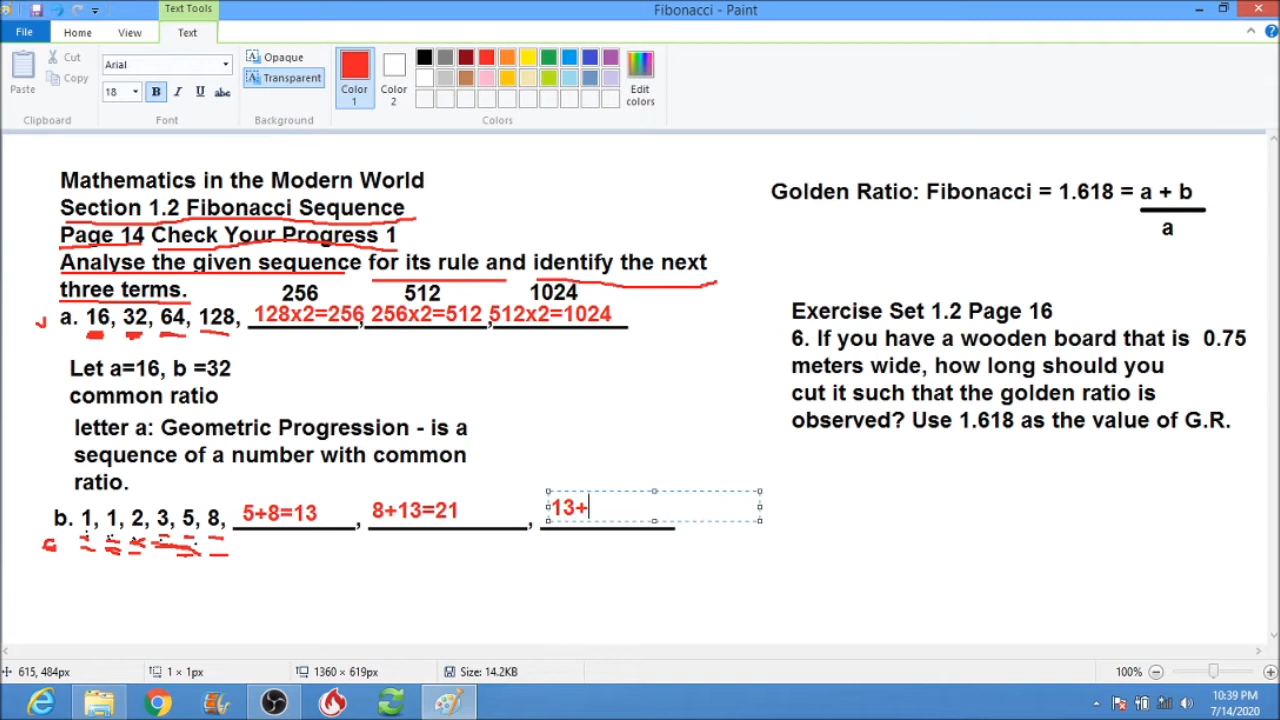 Text Tools
Fibonacci - Paint
File
Home
View
Text
Paste
Cut
Copy
Clipboard
Arial
18
B
I
U
abc
Font
Opaque
Transparent
Background
Color
1
Color
2
Edit
colors
Colors
Mathematics in the Modern World
Section 1.2 Fibonacci Sequence
Page 14 Check Your Progress 1
Analyse the given sequence for its rule and identify the next
three terms.
256 512 1024
a. 16, 32, 64, 128, 128x2=256, 256x2=512 ,512x2=1024
Let a=16, b =32
common ratio
letter a: Geometric Progression - is a
sequence of a number with common
ratio.
b. 1, 1, 2, 3, 5, 8, 5+8=13 , 8+13=21 , 13+
Golden Ratio: Fibonacci = 1.618 = a + b
a
Exercise Set 1.2 Page 16
6. If you have a wooden board that is 0.75
meters wide, how long should you
cut it such that the golden ratio is
observed? Use 1.618 as the value of G.R.
615, 484px
1 × 1px
1360 × 619px
Size: 14.2KB
100%
10:39 PM
7/14/2020